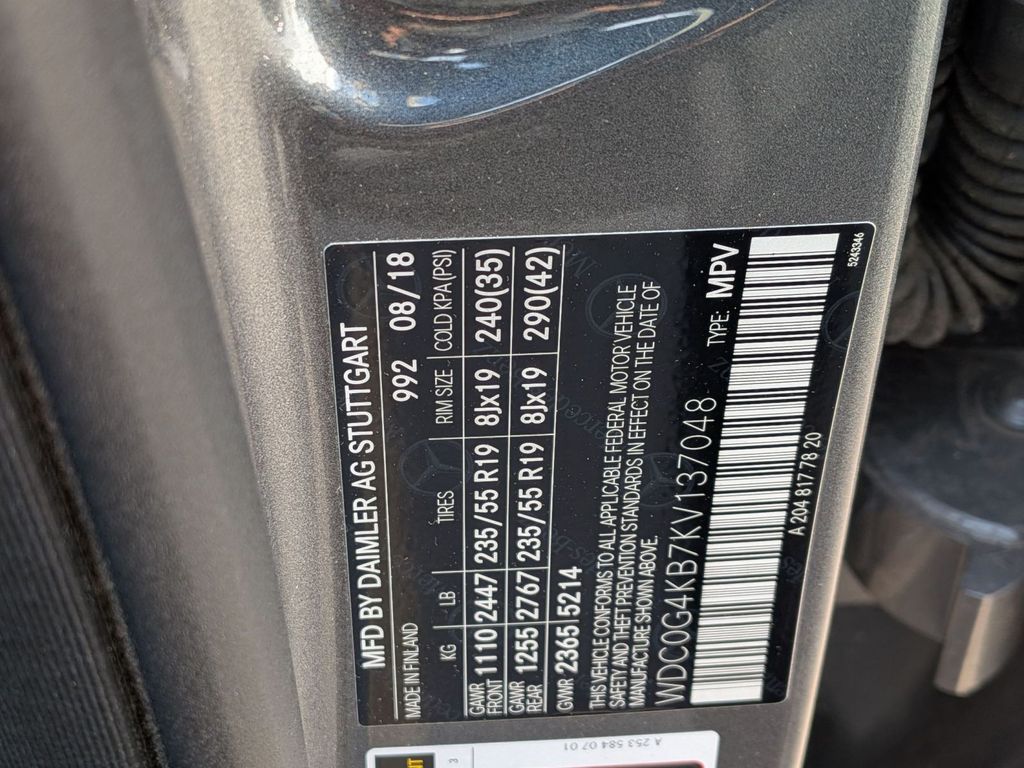 MFD BY DAIMLER AG STUTTGART
MADE IN FINLAND 992 08/18
KG LB TIRES RIM SIZE COLD KPA(PSI)
GAWR FRONT 1110 2447 235/55 R19 8Jx19 240(35)
GAWR REAR 1255 2767 235/55 R19 8Jx19 290(42)
GWR 2365 5214
THIS VEHICLE CONFORMS TO ALL APPLICABLE FEDERAL MOTOR VEHICLE
SAFETY AND THEFT PREVENTION STANDARDS IN EFFECT ON THE DATE OF
MANUFACTURE SHOWN ABOVE.
WDC0G4KB7KV137048 TYPE: MPV
A 204 817 78 20 5243346
A 253 584 07 01
3